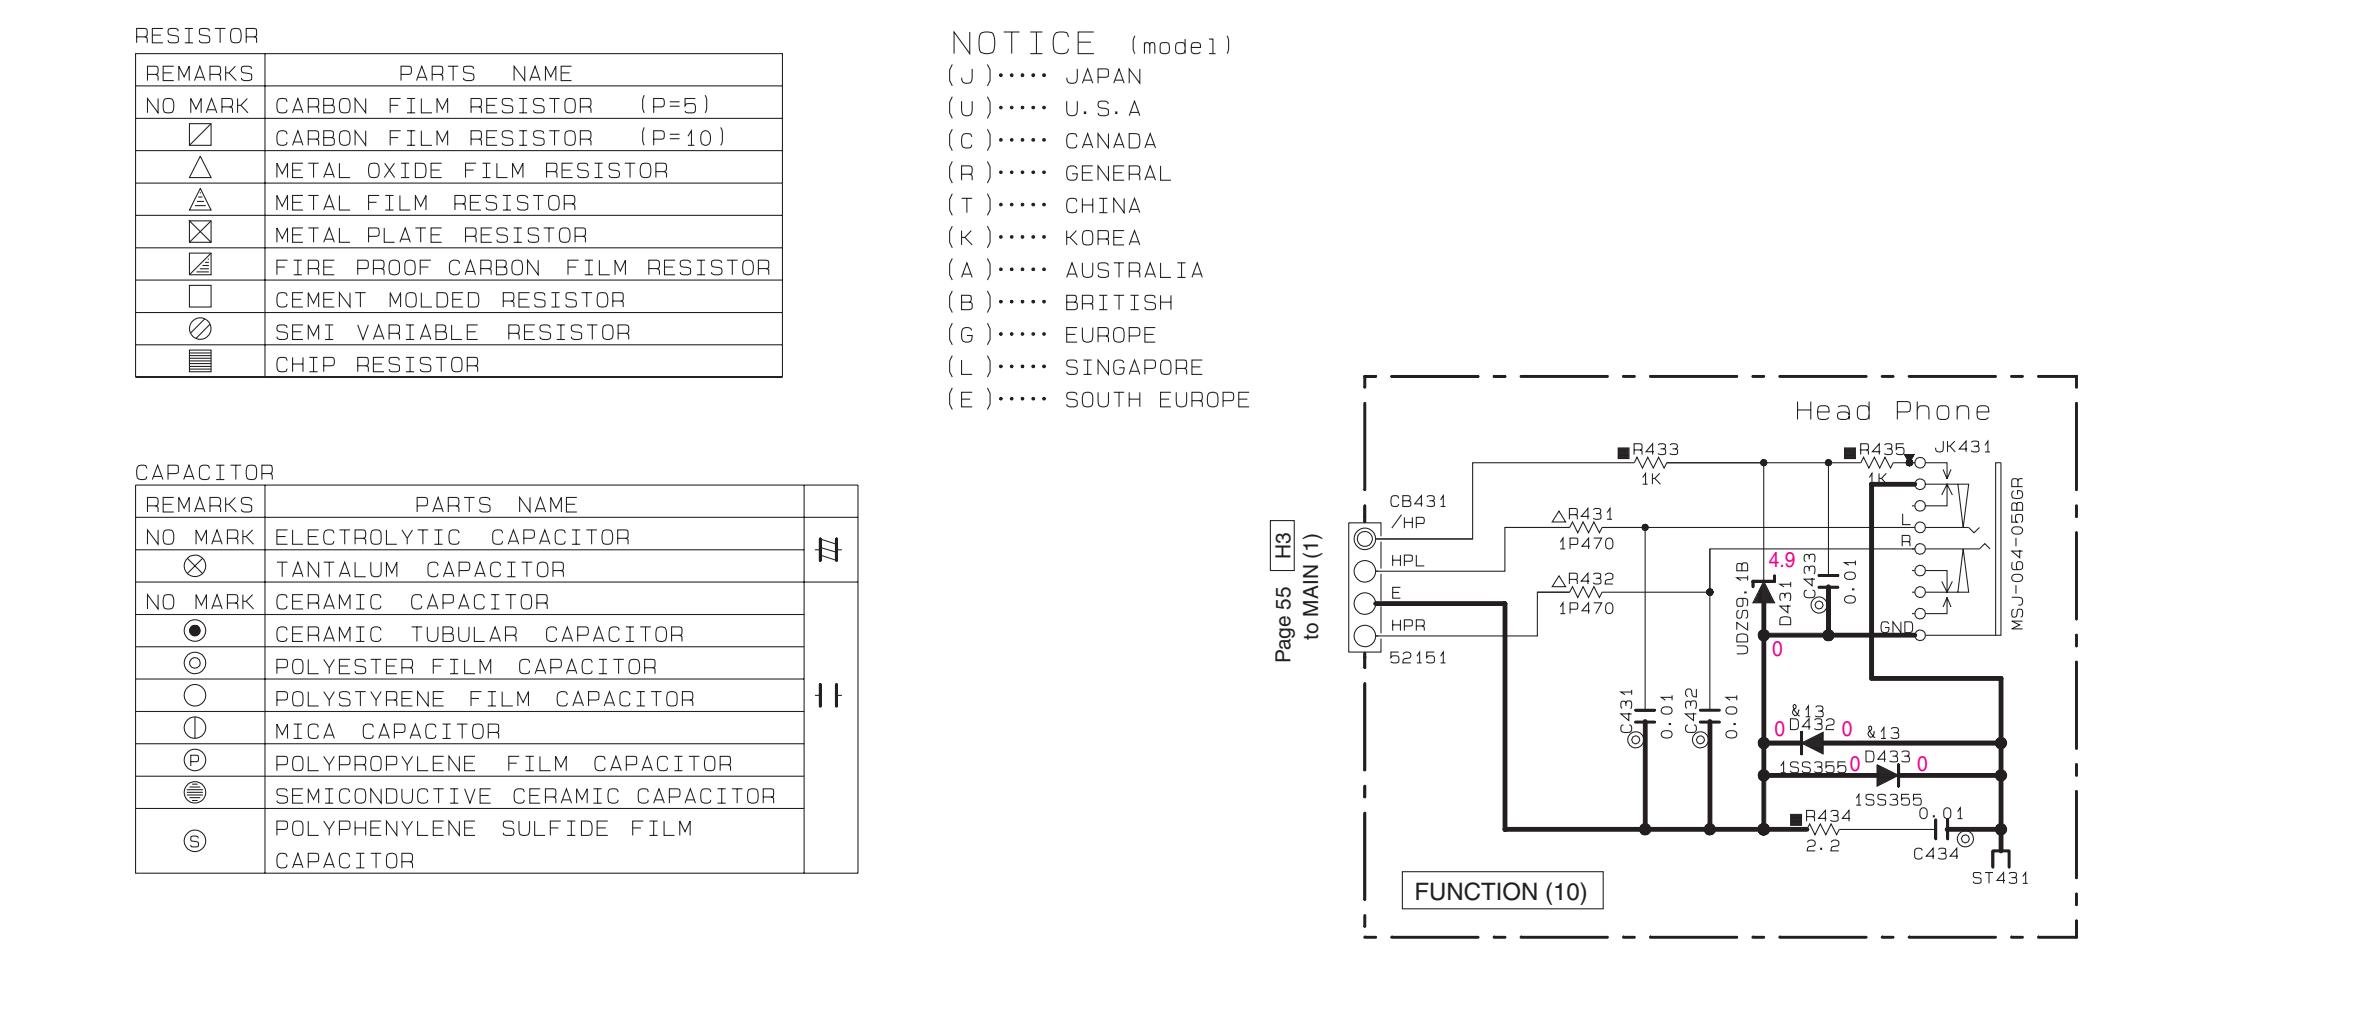 RESISTOR
REMARKS PARTS NAME
NO MARK CARBON FILM RESISTOR (P=5)
CARBON FILM RESISTOR (P=10)
METAL OXIDE FILM RESISTOR
METAL FILM RESISTOR
METAL PLATE RESISTOR
FIRE PROOF CARBON FILM RESISTOR
CEMENT MOLDED RESISTOR
SEMI VARIABLE RESISTOR
CHIP RESISTOR
CAPACITOR
REMARKS PARTS NAME
NO MARK ELECTROLYTIC CAPACITOR
TANTALUM CAPACITOR
NO MARK CERAMIC CAPACITOR
CERAMIC TUBULAR CAPACITOR
POLYESTER FILM CAPACITOR
POLYSTYRENE FILM CAPACITOR
MICA CAPACITOR
P POLYPROPYLENE FILM CAPACITOR
SEMICONDUCTIVE CERAMIC CAPACITOR
S POLYPHENYLENE SULFIDE FILM
CAPACITOR
NOTICE (model)
(J)····· JAPAN
(U)····· U.S.A
(C)····· CANADA
(R)····· GENERAL
(T)····· CHINA
(K)····· KOREA
(A)····· AUSTRALIA
(B)····· BRITISH
(G)····· EUROPE
(L)····· SINGAPORE
(E)····· SOUTH EUROPE
Head Phone
R433
1K
R435
1K
JK431
MSJ-064-05BGR
CB431
/HP
HPL
E
HPR
52151
Page 55 H3
to MAIN (1)
R431
1P470
R432
1P470
L
R
GND
UDZS9.1B
D431
4.9
0
C433
0.01
C431
0.01
C432
0.01
&13
0 D432 0
1SS355
&13
0 D433 0
1SS355
R434
2.2
0.01
C434
ST431
FUNCTION (10)